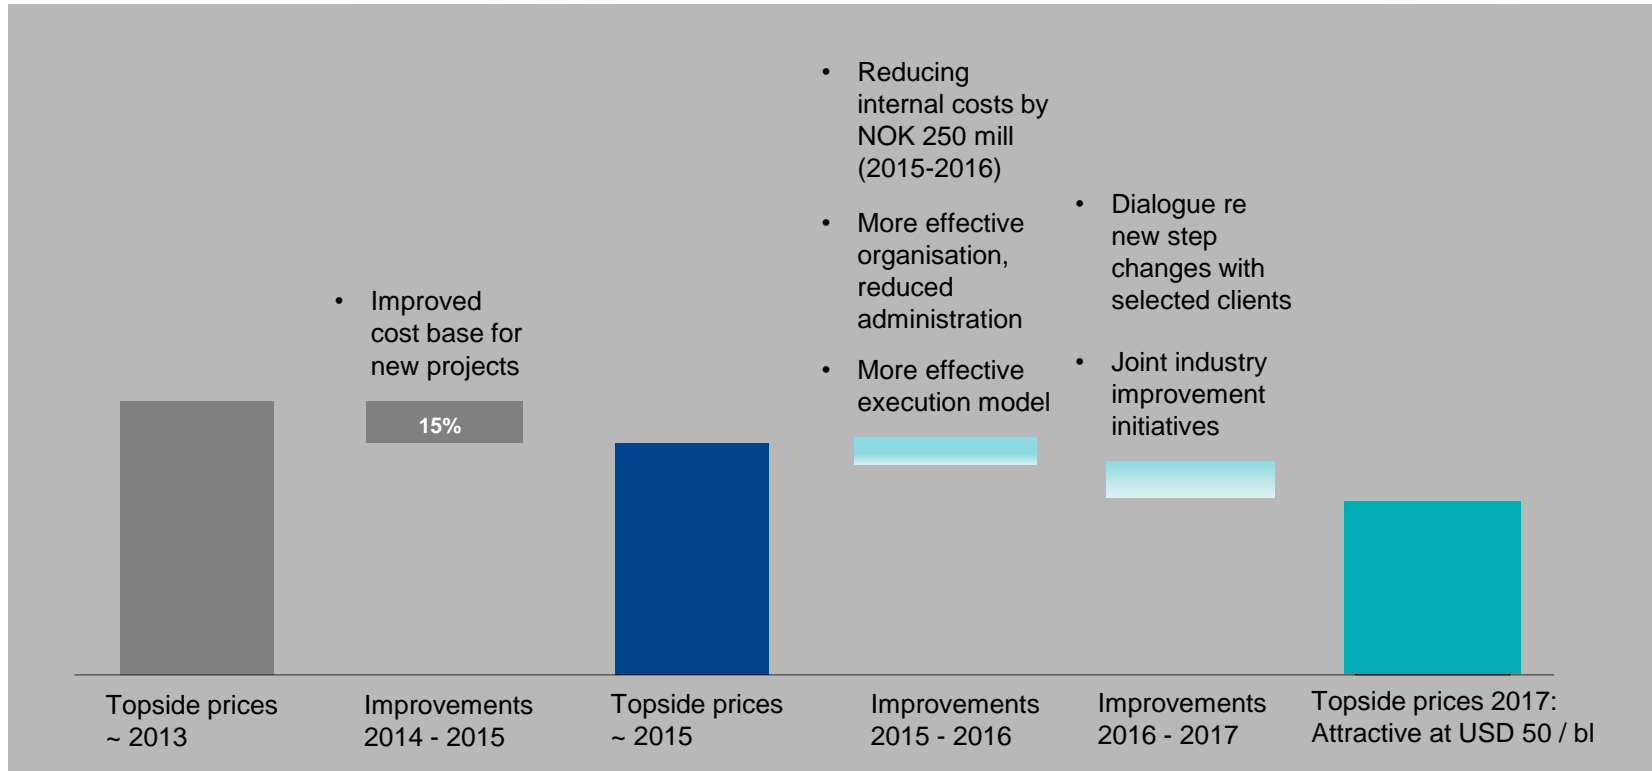 • Improved
cost base for
new projects
15%
• Reducing
internal costs by
NOK 250 mill
(2015-2016)
• More effective
organisation,
reduced
administration
• More effective
execution model
• Dialogue re
new step
changes with
selected clients
• Joint industry
improvement
initiatives
Topside prices
~ 2013
Improvements
2014 - 2015
Topside prices
~ 2015
Improvements
2015 - 2016
Improvements
2016 - 2017
Topside prices 2017:
Attractive at USD 50 / bl